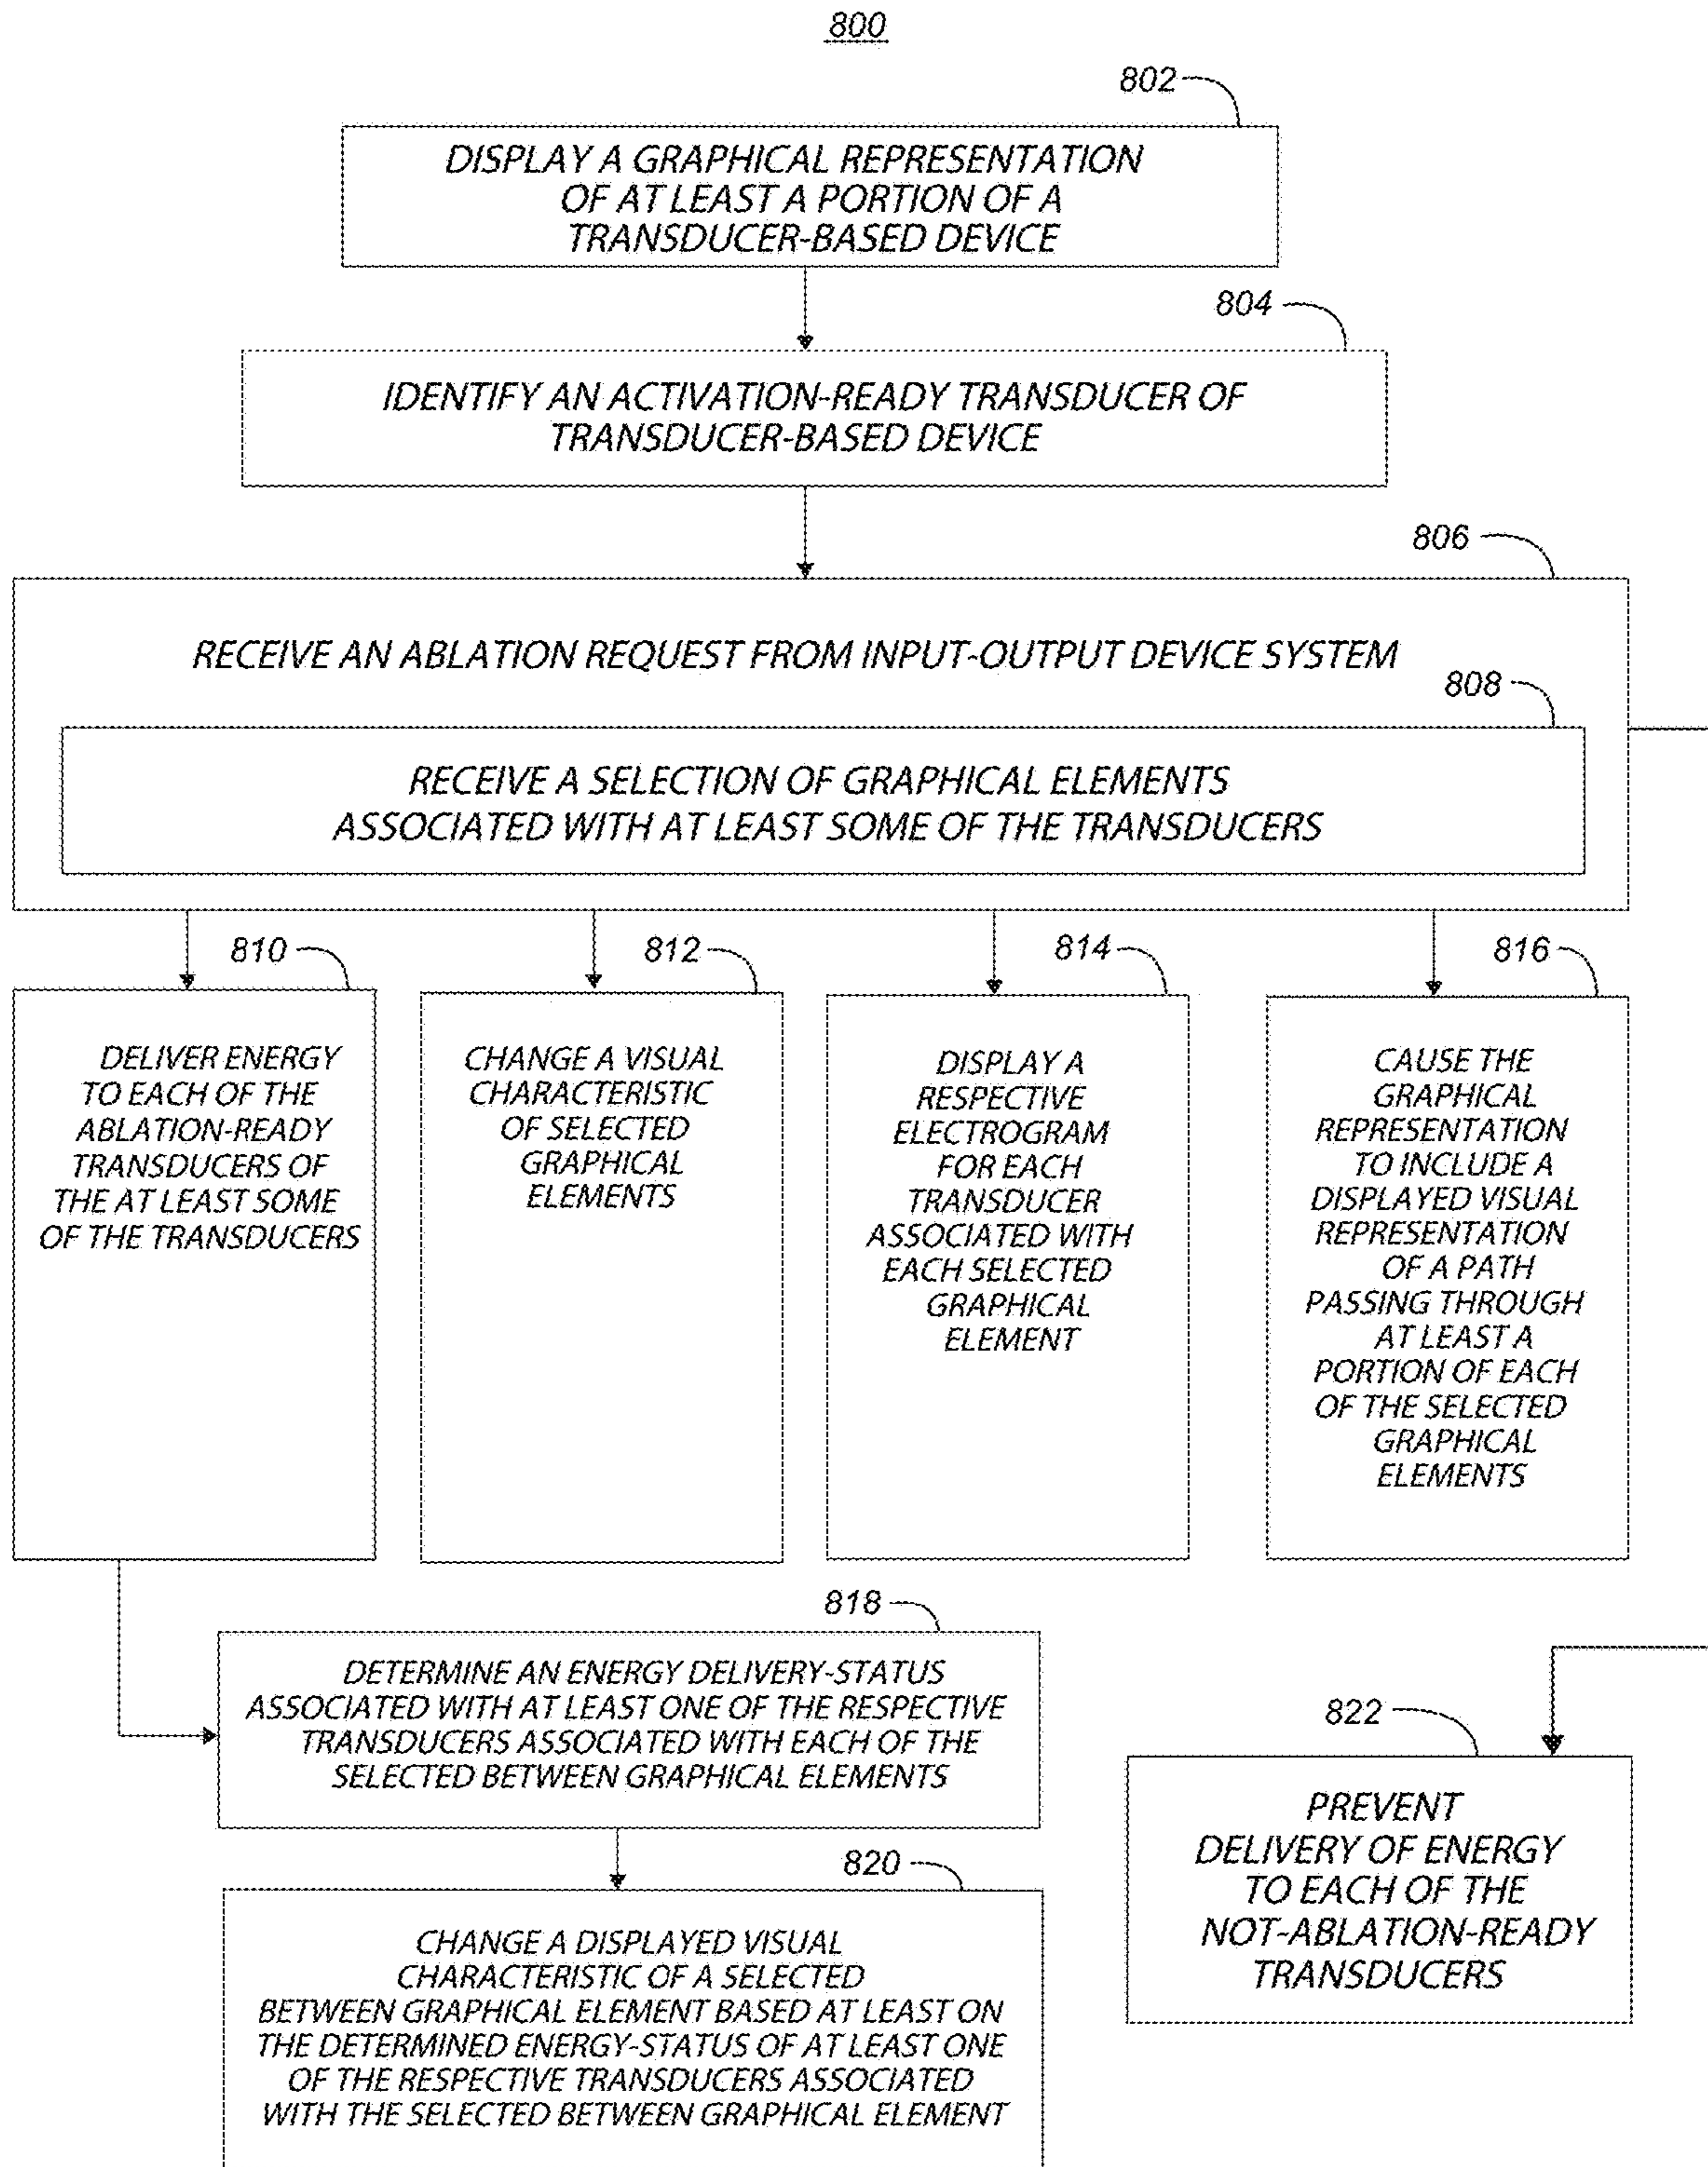 800
802
DISPLAY A GRAPHICAL REPRESENTATION
OF AT LEAST A PORTION OF A
TRANSDUCER-BASED DEVICE
804
IDENTIFY AN ACTIVATION-READY TRANSDUCER OF
TRANSDUCER-BASED DEVICE
806
RECEIVE AN ABLATION REQUEST FROM INPUT-OUTPUT DEVICE SYSTEM
808
RECEIVE A SELECTION OF GRAPHICAL ELEMENTS
ASSOCIATED WITH AT LEAST SOME OF THE TRANSDUCERS
810
DELIVER ENERGY
TO EACH OF THE
ABLATION-READY
TRANSDUCERS OF
THE AT LEAST SOME
OF THE TRANSDUCERS
812
CHANGE A VISUAL
CHARACTERISTIC
OF SELECTED
GRAPHICAL
ELEMENTS
814
DISPLAY A
RESPECTIVE
ELECTROGRAM
FOR EACH
TRANSDUCER
ASSOCIATED WITH
EACH SELECTED
GRAPHICAL
ELEMENT
816
CAUSE THE
GRAPHICAL
REPRESENTATION
TO INCLUDE A
DISPLAYED VISUAL
REPRESENTATION
OF A PATH
PASSING THROUGH
AT LEAST A
PORTION OF EACH
OF THE SELECTED
GRAPHICAL
ELEMENTS
818
DETERMINE AN ENERGY DELIVERY-STATUS
ASSOCIATED WITH AT LEAST ONE OF THE RESPECTIVE
TRANSDUCERS ASSOCIATED WITH EACH OF THE
SELECTED BETWEEN GRAPHICAL ELEMENTS
820
CHANGE A DISPLAYED VISUAL
CHARACTERISTIC OF A SELECTED
BETWEEN GRAPHICAL ELEMENT BASED AT LEAST ON
THE DETERMINED ENERGY-STATUS OF AT LEAST ONE
OF THE RESPECTIVE TRANSDUCERS ASSOCIATED
WITH THE SELECTED BETWEEN GRAPHICAL ELEMENT
822
PREVENT
DELIVERY OF ENERGY
TO EACH OF THE
NOT-ABLATION-READY
TRANSDUCERS